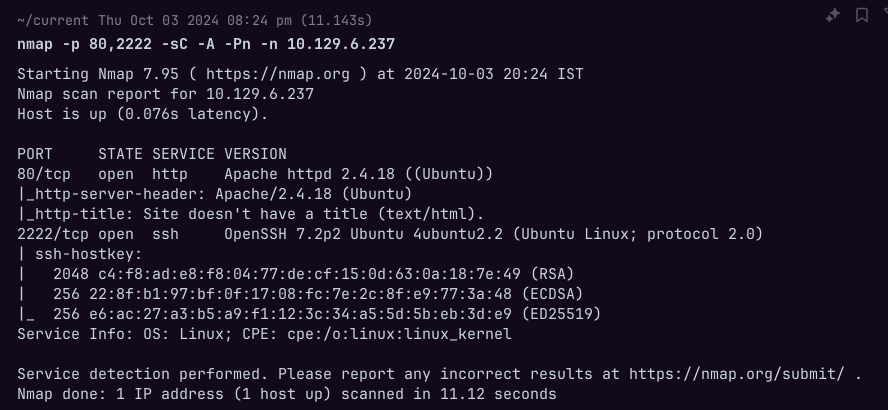 ~/current Thu Oct 03 2024 08:24 pm (11.143s)
nmap -p 80,2222 -sC -A -Pn -n 10.129.6.237
Starting Nmap 7.95 ( https://nmap.org ) at 2024-10-03 20:24 IST
Nmap scan report for 10.129.6.237
Host is up (0.076s latency).
PORT     STATE SERVICE VERSION
80/tcp   open  http    Apache httpd 2.4.18 ((Ubuntu))
|_http-server-header: Apache/2.4.18 (Ubuntu)
|_http-title: Site doesn't have a title (text/html).
2222/tcp open  ssh     OpenSSH 7.2p2 Ubuntu 4ubuntu2.2 (Ubuntu Linux; protocol 2.0)
| ssh-hostkey:
|   2048 c4:f8:ad:e8:f8:04:77:de:cf:15:0d:63:0a:18:7e:49 (RSA)
|   256 22:8f:b1:97:bf:0f:17:08:fc:7e:2c:8f:e9:77:3a:48 (ECDSA)
|_  256 e6:ac:27:a3:b5:a9:f1:12:3c:34:a5:5d:5b:eb:3d:e9 (ED25519)
Service Info: OS: Linux; CPE: cpe:/o:linux:linux_kernel
Service detection performed. Please report any incorrect results at https://nmap.org/submit/ .
Nmap done: 1 IP address (1 host up) scanned in 11.12 seconds